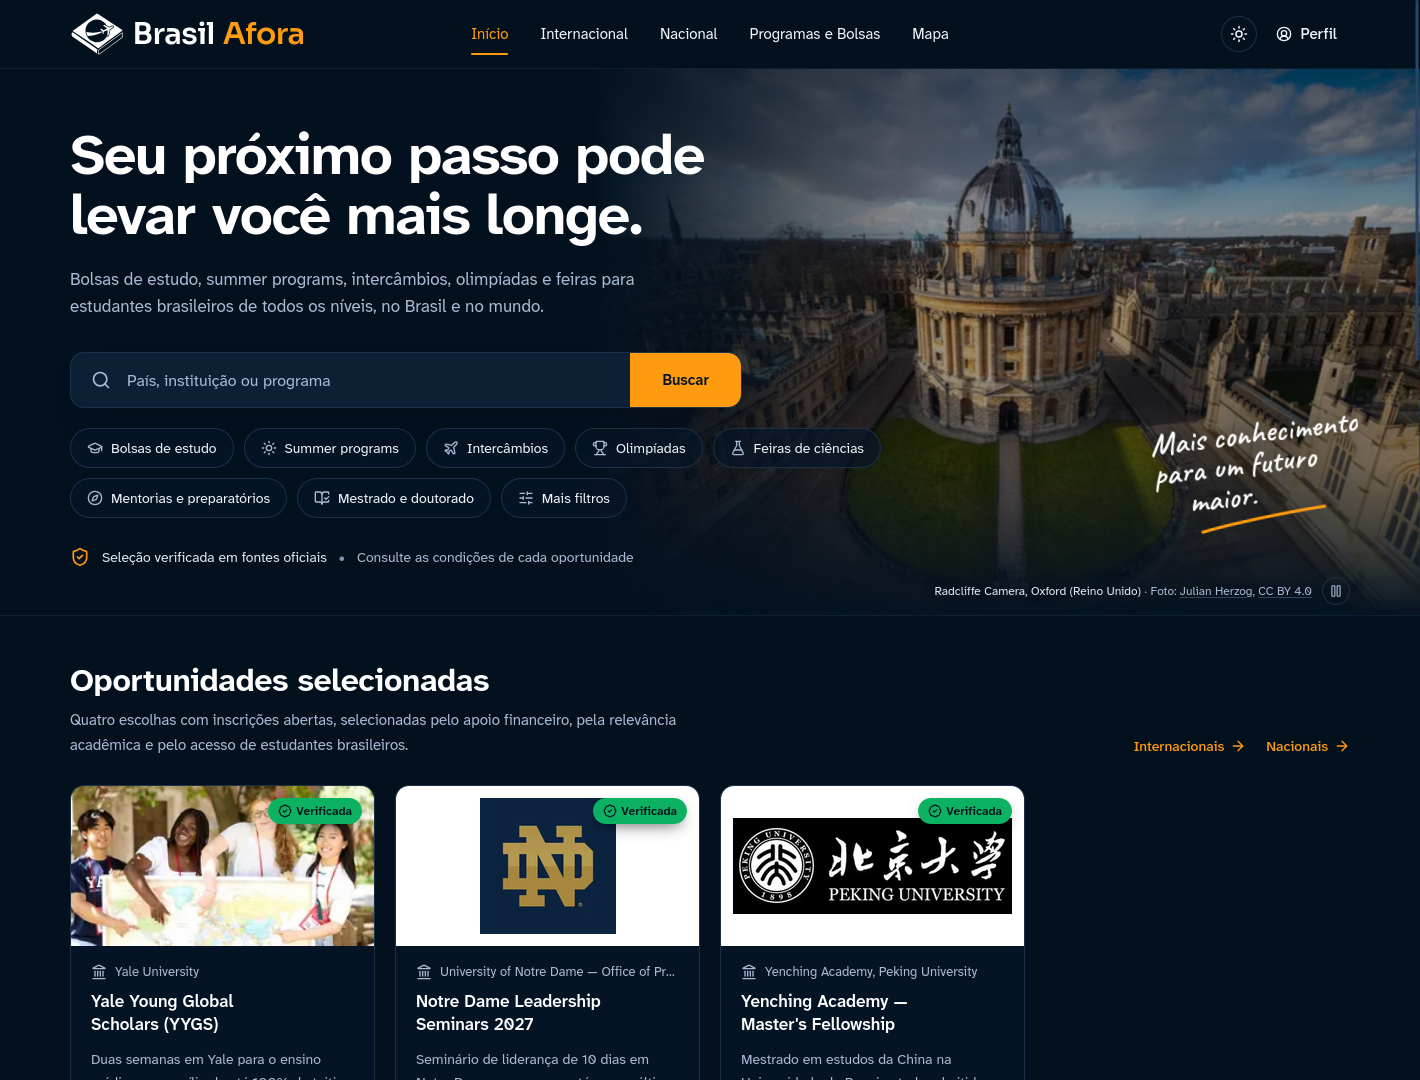 Brasil Afora
Início
Internacional
Nacional
Programas e Bolsas
Mapa
Perfil
Seu próximo passo pode
levar você mais longe.
Bolsas de estudo, summer programs, intercâmbios, olimpíadas e feiras para
estudantes brasileiros de todos os níveis, no Brasil e no mundo.
País, instituição ou programa
Buscar
Bolsas de estudo
Summer programs
Intercâmbios
Olimpíadas
Feiras de ciências
Mentorias e preparatórios
Mestrado e doutorado
Mais filtros
Mais conhecimento
para um futuro
maior.
Seleção verificada em fontes oficiais • Consulte as condições de cada oportunidade
Radcliffe Camera, Oxford (Reino Unido) · Foto: Julian Herzog, CC BY 4.0
Oportunidades selecionadas
Quatro escolhas com inscrições abertas, selecionadas pelo apoio financeiro, pela relevância
acadêmica e pelo acesso de estudantes brasileiros.
Internacionais
Nacionais
Verificada
Yale University
Yale Young Global
Scholars (YYGS)
Duas semanas em Yale para o ensino
Verificada
ND
University of Notre Dame — Office of Pr...
Notre Dame Leadership
Seminars 2027
Seminário de liderança de 10 dias em
Verificada
PEKING UNIVERSITY
1898
北京大学
PEKING UNIVERSITY
Yenching Academy, Peking University
Yenching Academy —
Master's Fellowship
Mestrado em estudos da China na